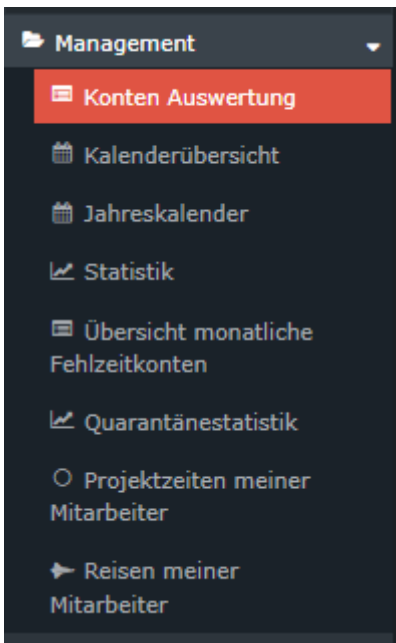 Management
Konten Auswertung
Kalenderübersicht
Jahreskalender
Statistik
Übersicht monatliche
Fehlzeitkonten
Quarantänestatistik
Projektzeiten meiner
Mitarbeiter
Reisen meiner
Mitarbeiter